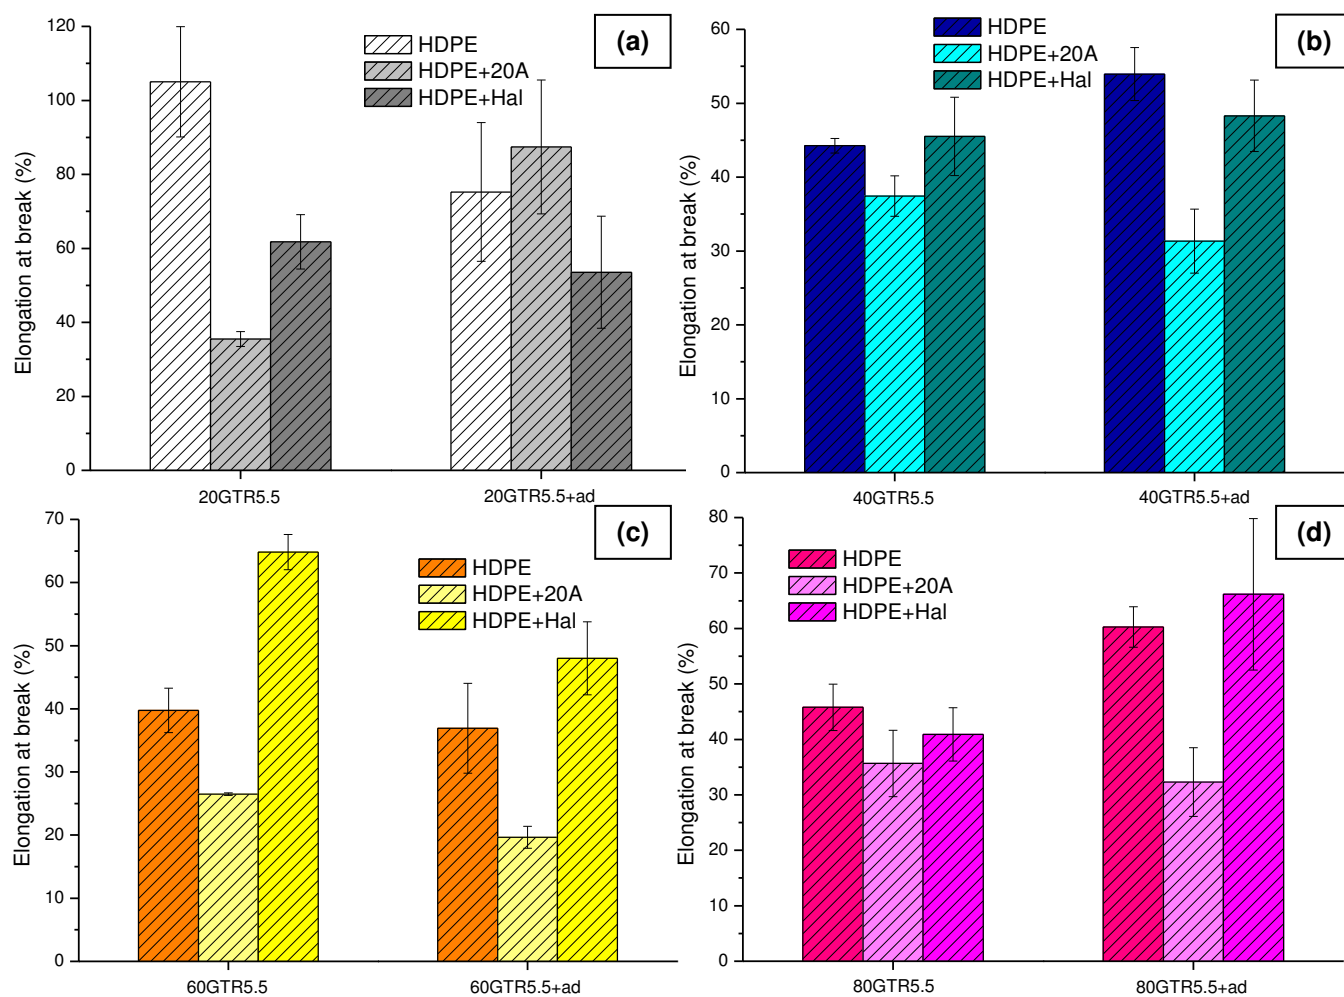 (a)
HDPE
HDPE+20A
HDPE+Hal
Elongation at break (%)
120
100
80
60
40
20
0
20GTR5.5
20GTR5.5+ad
(b)
HDPE
HDPE+20A
HDPE+Hal
Elongation at break (%)
60
50
40
30
20
10
0
40GTR5.5
40GTR5.5+ad
(c)
HDPE
HDPE+20A
HDPE+Hal
Elongation at break (%)
70
60
50
40
30
20
10
0
60GTR5.5
60GTR5.5+ad
(d)
HDPE
HDPE+20A
HDPE+Hal
Elongation at break (%)
80
70
60
50
40
30
20
10
0
80GTR5.5
80GTR5.5+ad